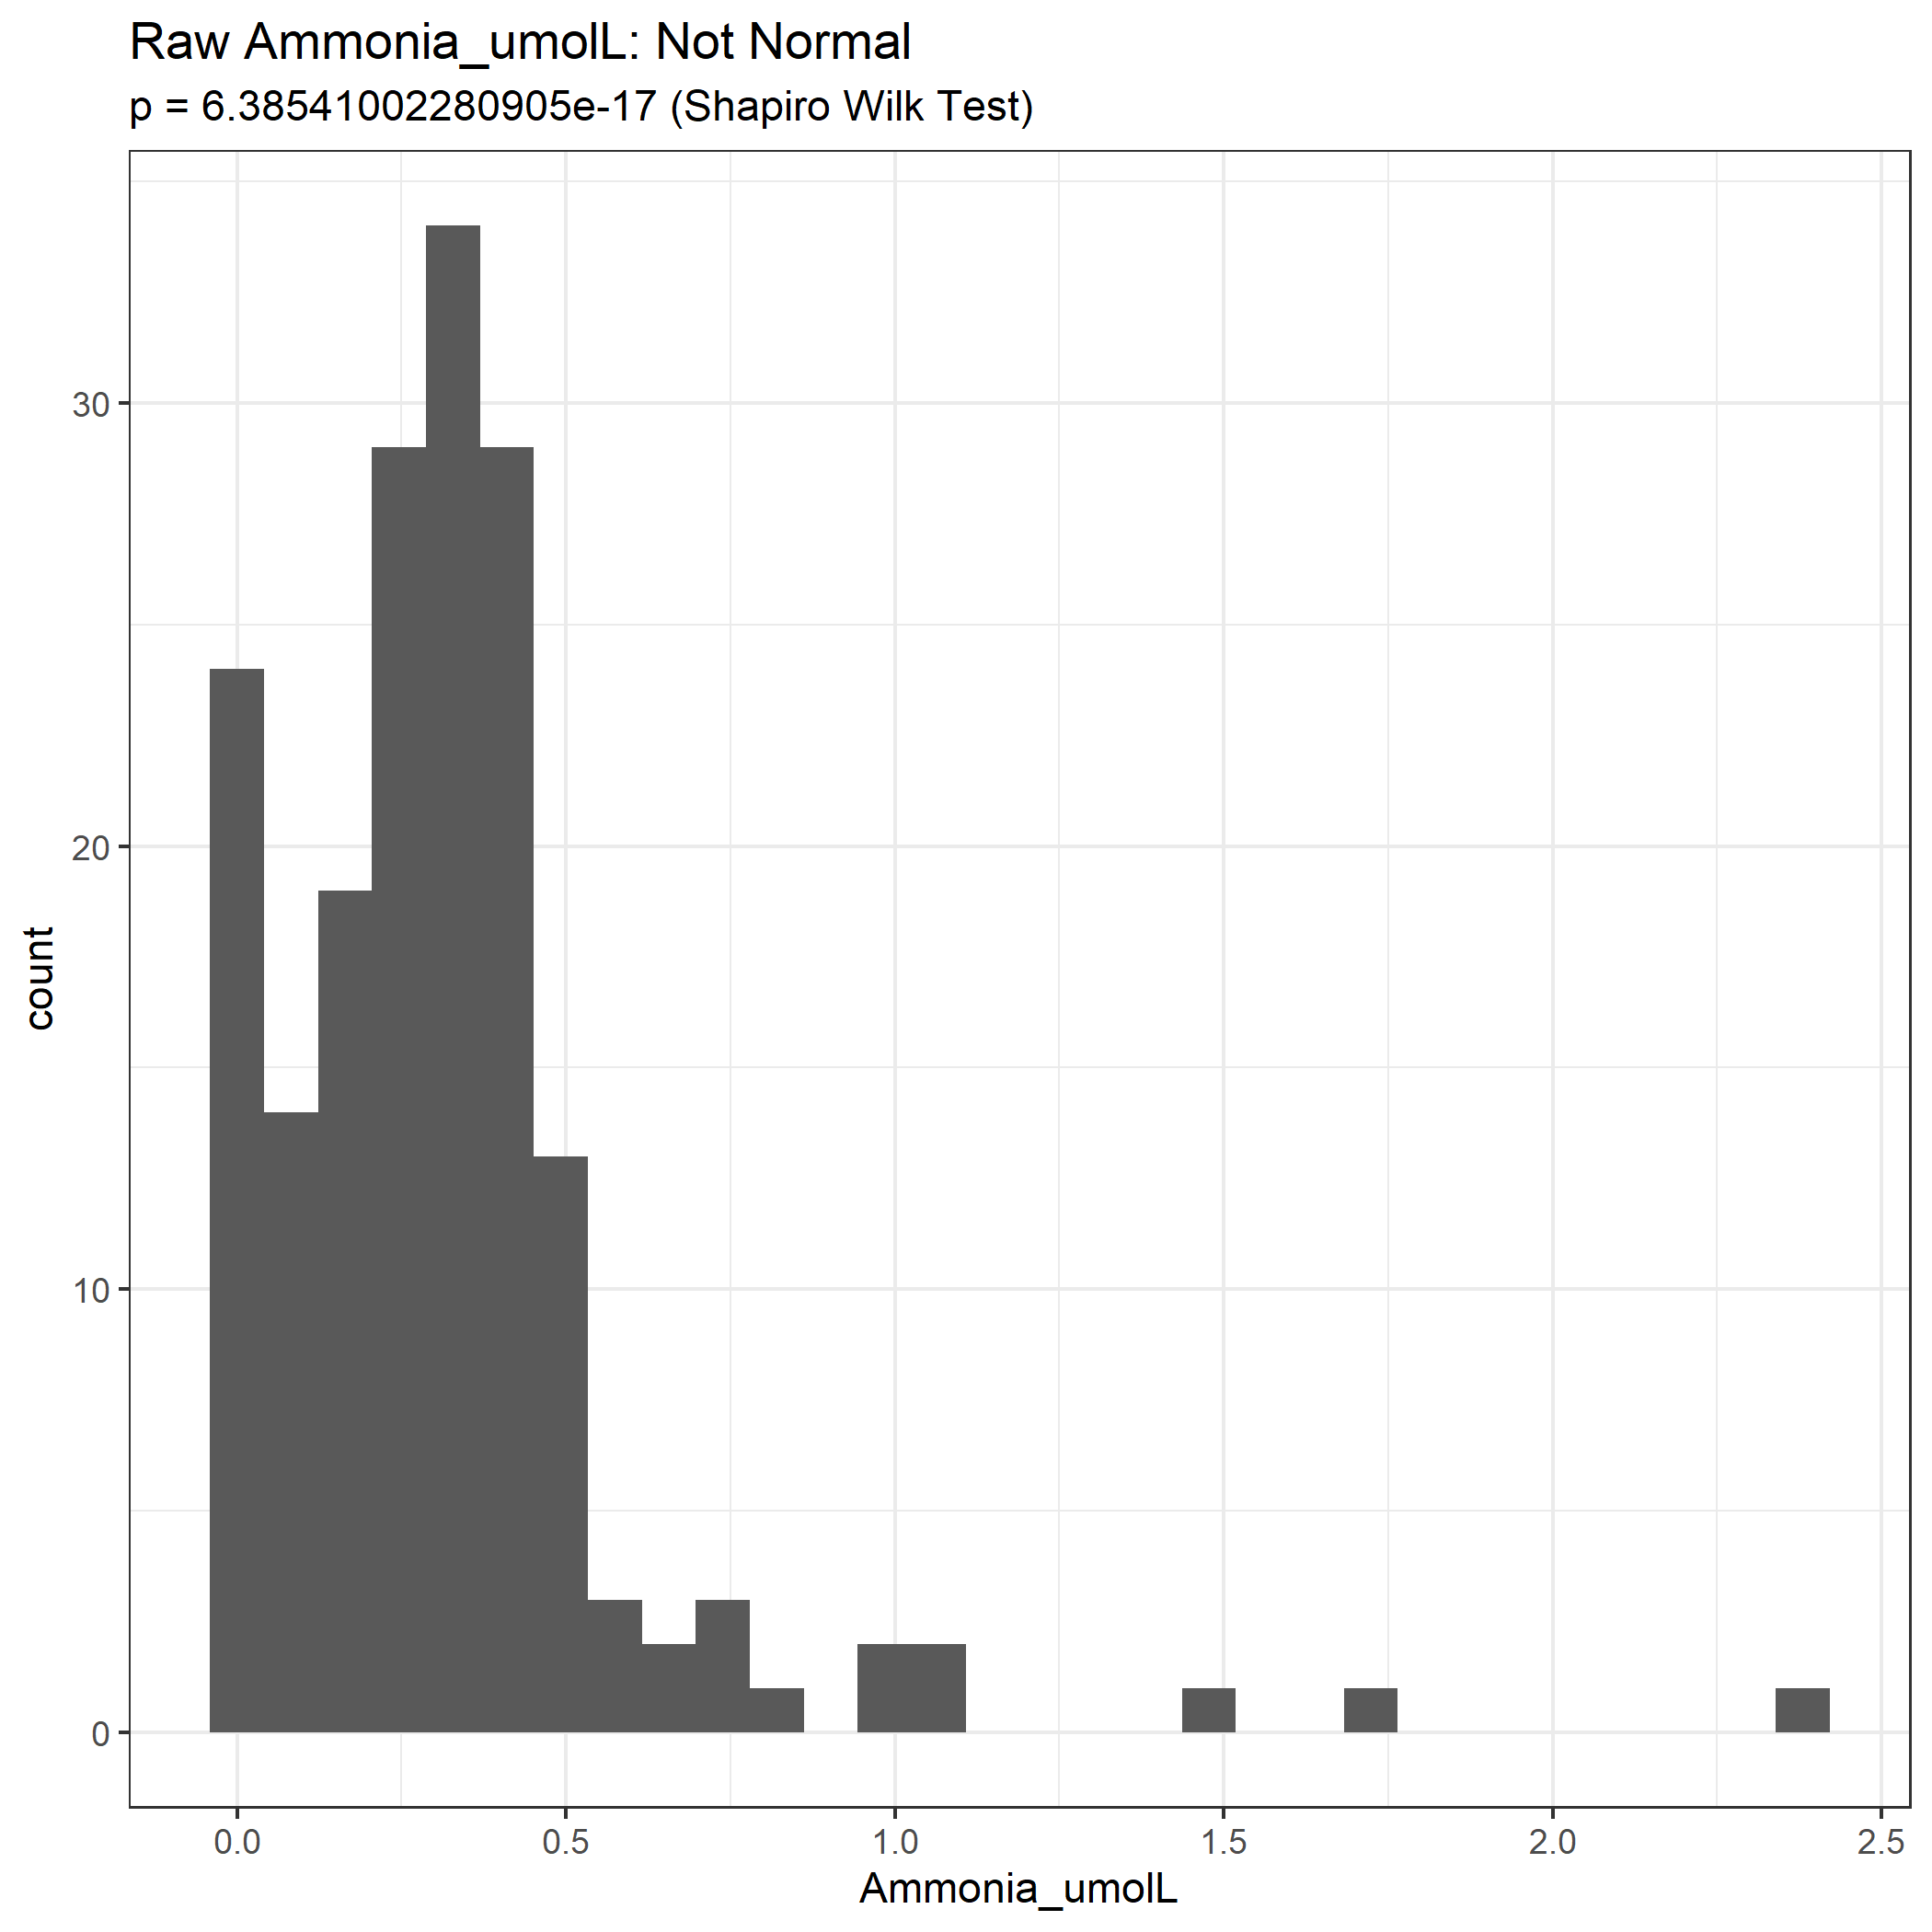 Raw Ammonia_umolL: Not Normal
p = 6.38541002280905e-17 (Shapiro Wilk Test)
30
20
10
0
count
0.0 0.5 1.0 1.5 2.0 2.5
Ammonia_umolL